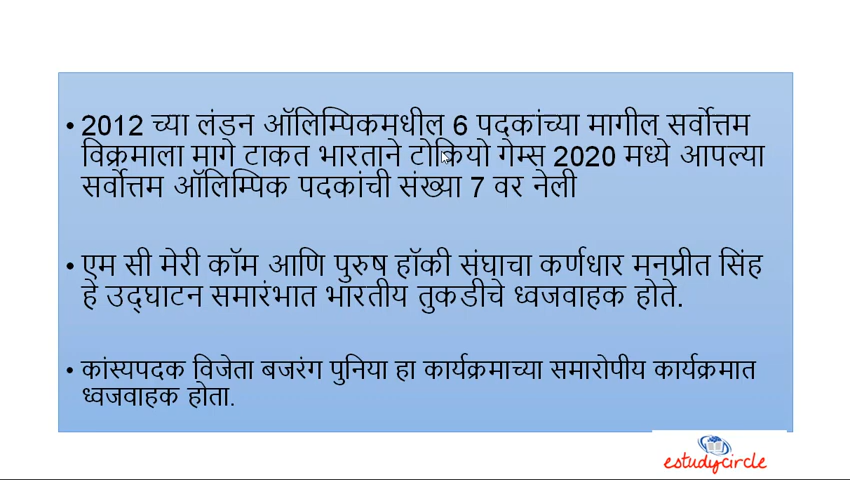 • 2012 च्या लंडन ऑलिम्पिकमधील 6 पदकांच्या मागील सर्वोत्तम
विक्रमाला मागे टाकत भारताने टोकियो गेम्स 2020 मध्ये आपल्या
सर्वोत्तम ऑलिम्पिक पदकांची संख्या 7 वर नेली
• एम सी मेरी कॉम आणि पुरुष हॉकी संघाचा कर्णधार मनप्रीत सिंह
हे उद्घाटन समारंभात भारतीय तुकडीचे ध्वजवाहक होते.
• कांस्यपदक विजेता बजरंग पुनिया हा कार्यक्रमाच्या समारोपीय कार्यक्रमात
ध्वजवाहक होता.
estudycircle